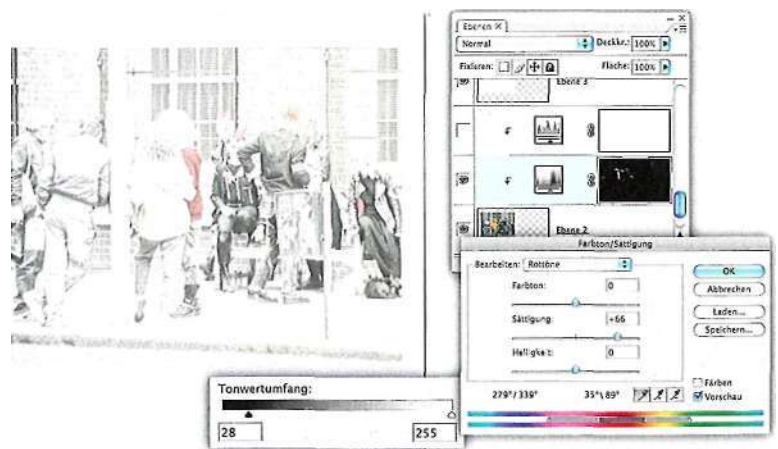 Ebenen ×
Normal
Deckkr.: 100%
Fixieren:
Fläche: 100%
Ebene 3
Ebene 2
Farbton/Sättigung
Bearbeiten: Rottöne
OK
Farbton: 0
Abbrechen
Sättigung: +66
Laden...
Speichern...
Helligkeit: 0
Färben
279°/339°
35°\89°
Vorschau
Tonwertumfang:
28
255